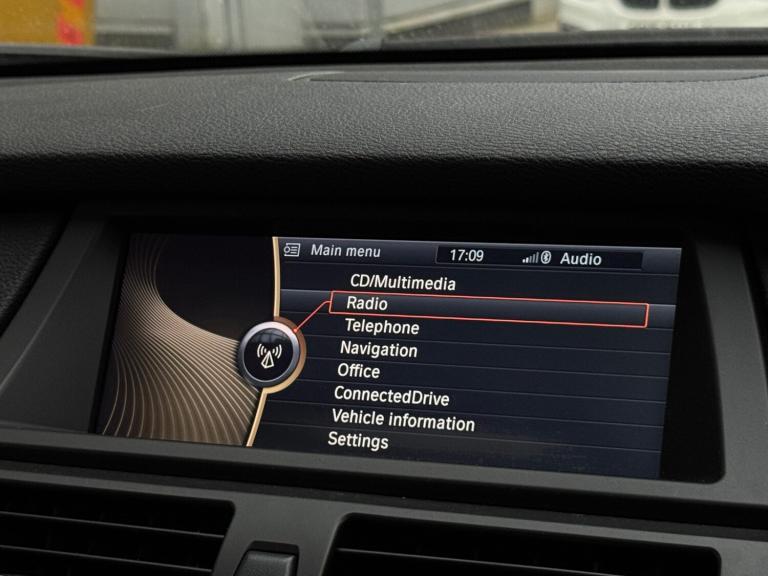 Main menu 17:09 Audio
CD/Multimedia
Radio
Telephone
Navigation
Office
ConnectedDrive
Vehicle information
Settings